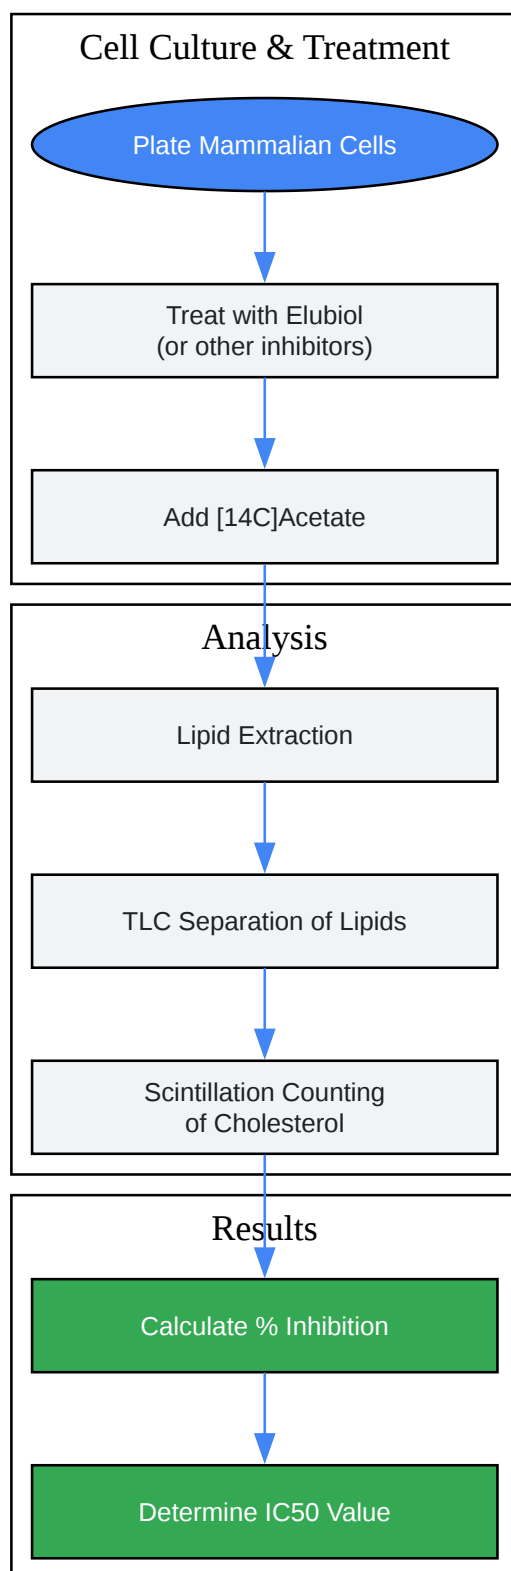 Cell Culture & Treatment
Plate Mammalian Cells
Treat with Elubiol
(or other inhibitors)
Add [14C]Acetate
Analysis
Lipid Extraction
TLC Separation of Lipids
Scintillation Counting
of Cholesterol
Results
Calculate % Inhibition
Determine IC50 Value